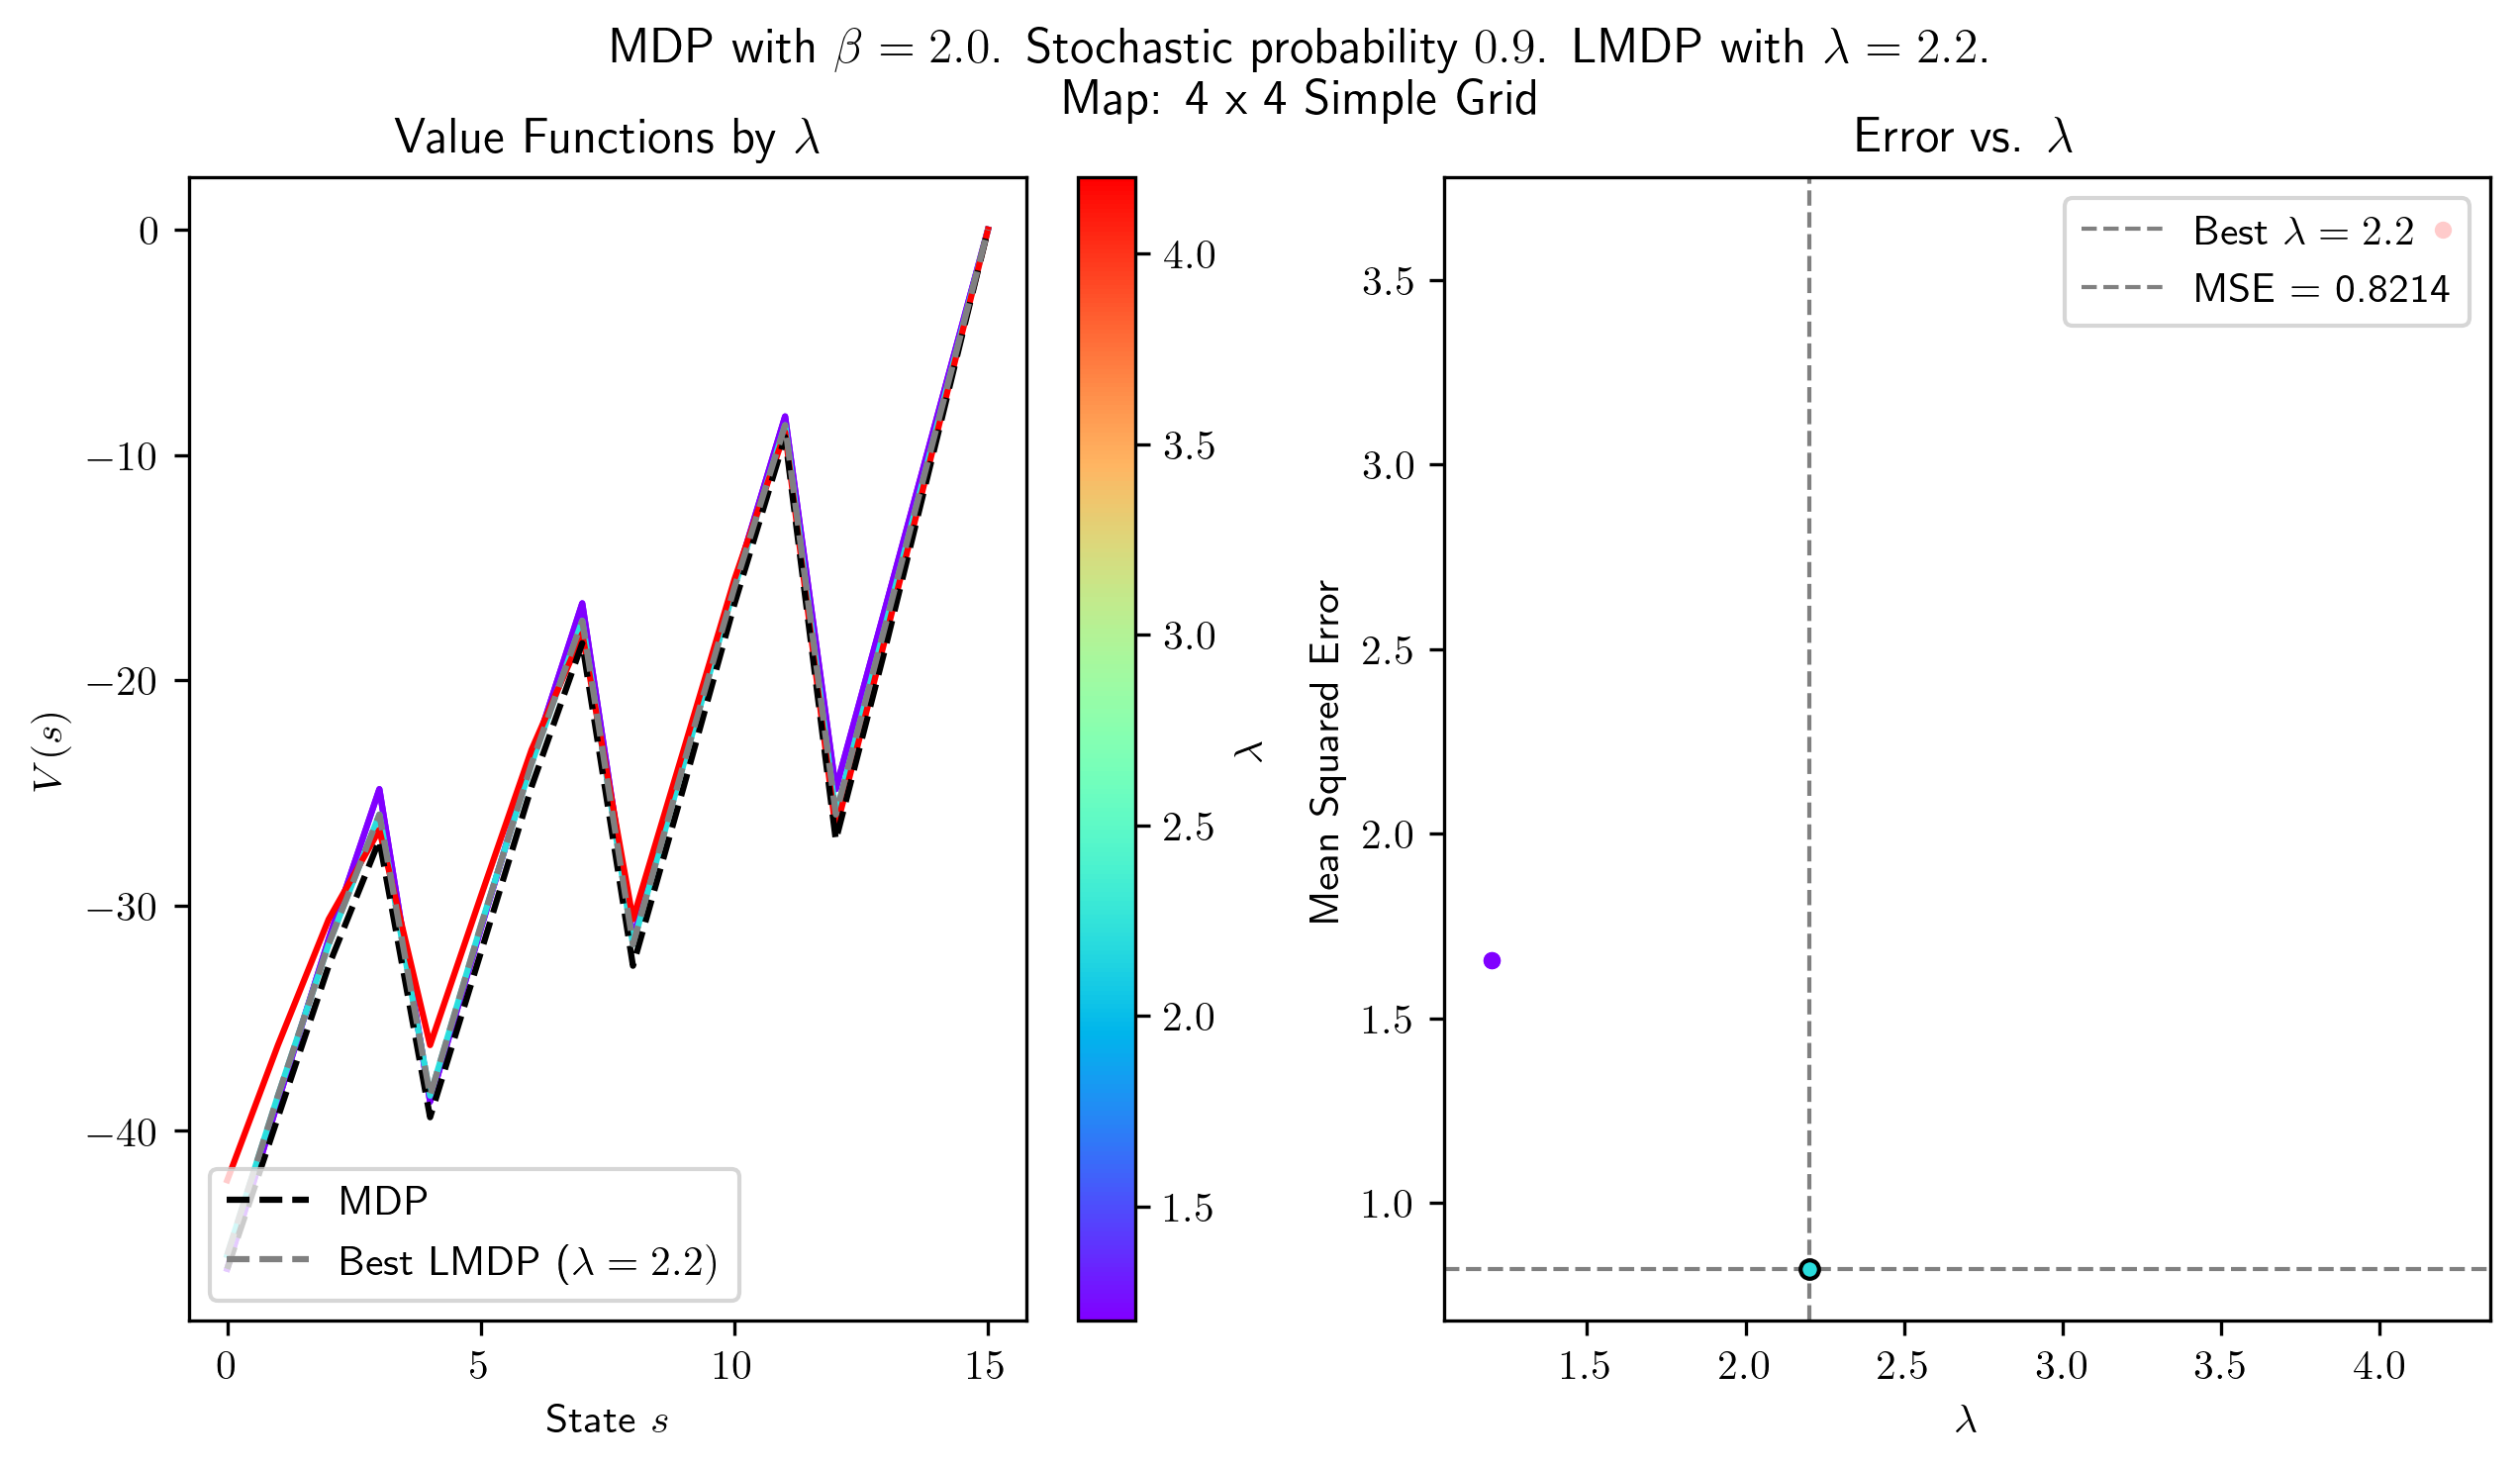 MDP with β = 2.0. Stochastic probability 0.9. LMDP with λ = 2.2.
Map: 4 x 4 Simple Grid
Value Functions by λ
0
−10
−20
−30
−40
V(s)
MDP
Best LMDP (λ = 2.2)
0 5 10 15
State s
4.0
3.5
3.0
2.5
2.0
1.5
λ
Error vs. λ
Best λ = 2.2
MSE = 0.8214
3.5
3.0
2.5
2.0
1.5
1.0
Mean Squared Error
1.5 2.0 2.5 3.0 3.5 4.0
λ